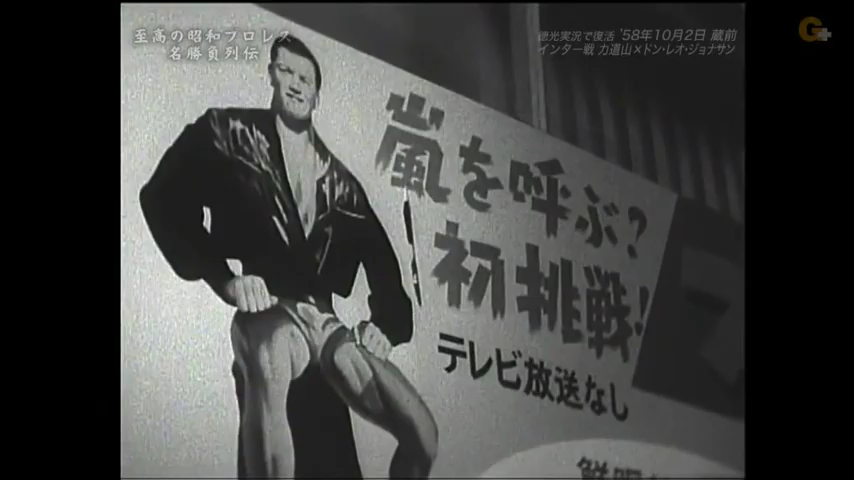 至高の昭和プロレス
名勝負列伝
徳光実況で復活 '58年10月2日 蔵前
インター戦 力道山×ドン・レオ・ジョナサン
G+
嵐を呼ぶ?
初挑戦!
テレビ放送なし